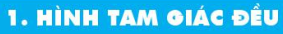 1. HÌNH TAM GIÁC ĐỀU